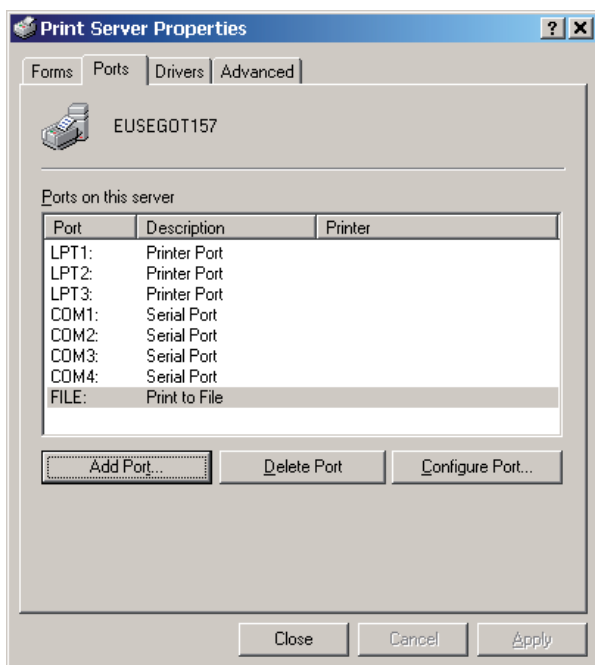 Print Server Properties
Forms Ports Drivers Advanced
EUSEGOT157
Ports on this server
Port Description Printer
LPT1: Printer Port
LPT2: Printer Port
LPT3: Printer Port
COM1: Serial Port
COM2: Serial Port
COM3: Serial Port
COM4: Serial Port
FILE: Print to File
Add Port... Delete Port Configure Port...
Close Cancel Apply